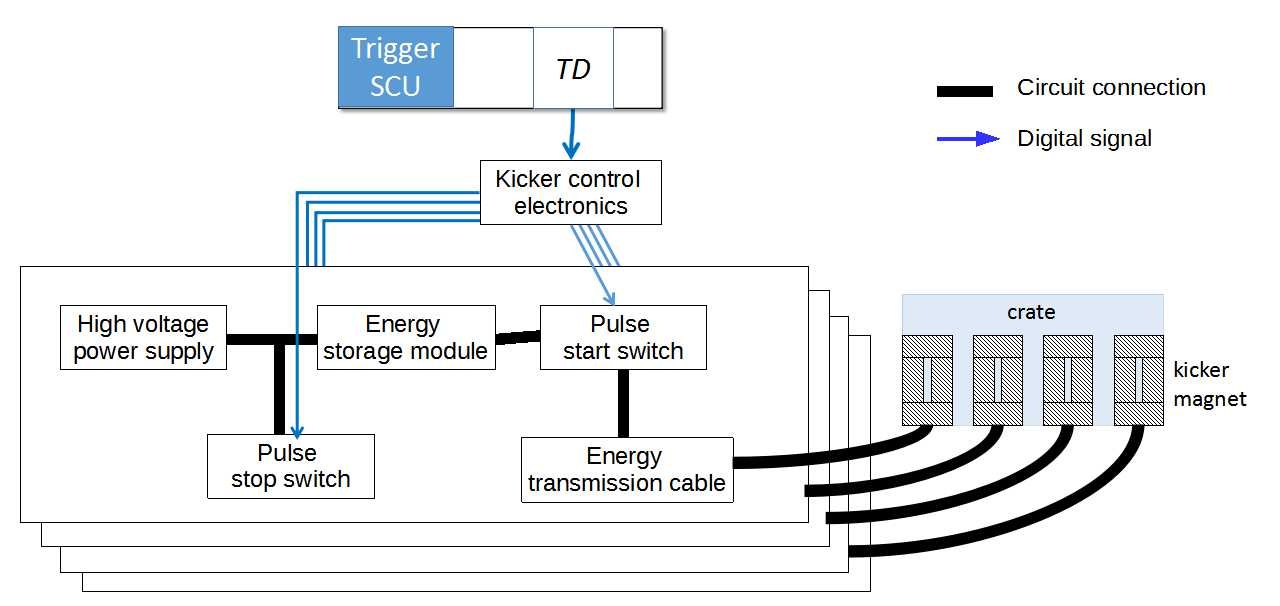 Trigger
SCU
TD
Circuit connection
Digital signal
Kicker control
electronics
High voltage
power supply
Energy
storage module
Pulse
start switch
Pulse
stop switch
Energy
transmission cable
crate
kicker
magnet